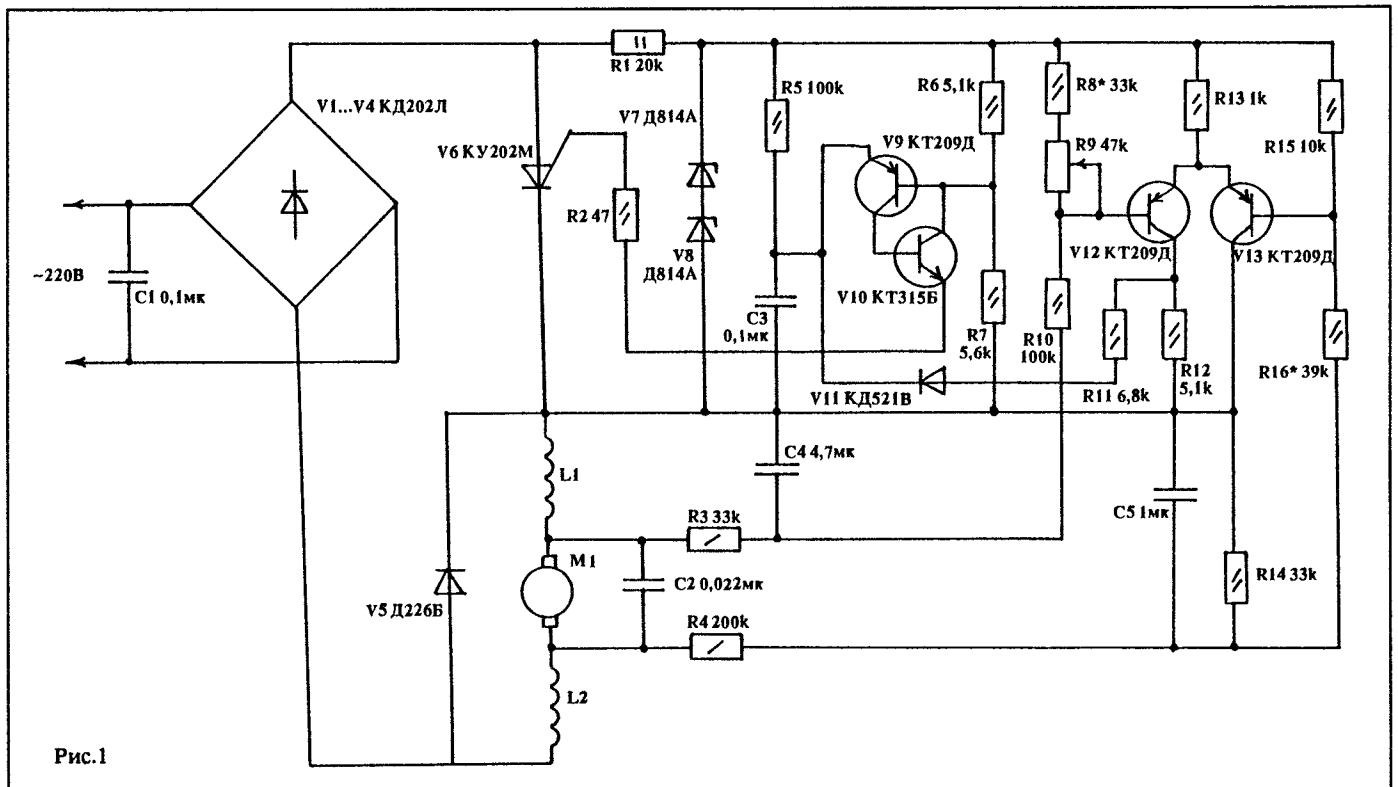 R1 20k
V1...V4 КД202Л
V6 КУ202М
R2 47
V7 Д814А
V8
Д814А
R5 100k
R6 5,1k
V9 КТ209Д
V10 КТ315Б
R8* 33k
R9 47k
R13 1k
R15 10k
V12 КТ209Д
V13 КТ209Д
~220В
C1 0,1мк
C3
0,1мк
R7
5,6k
R10
100k
V11 КД521В
R11 6,8k
R12
5,1k
R16* 39k
L1
C4 4,7мк
R3 33k
C5 1мк
M1
C2 0,022мк
V5 Д226Б
R4 200k
R14 33k
L2
Рис.1